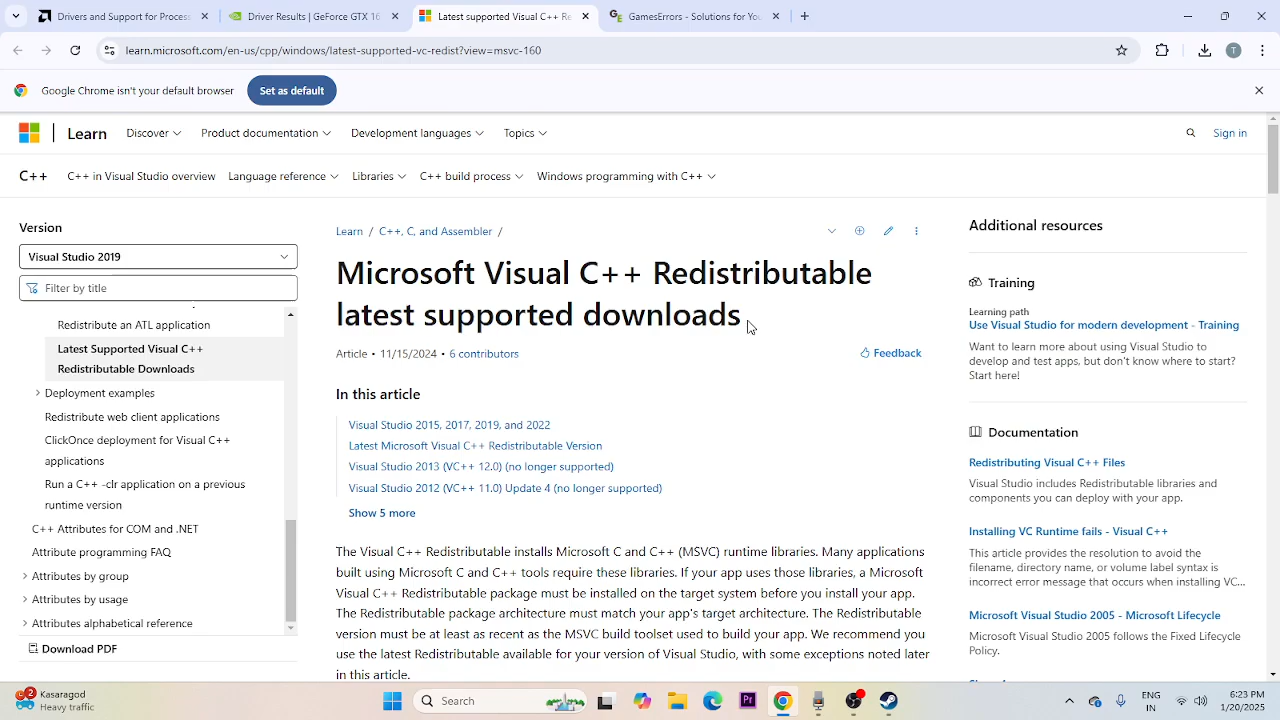 Drivers and Support | Processors
Driver Results | GeForce GTX 16
Latest supported Visual C++ Re
GamesErrors - Solutions for You
learn.microsoft.com/en-us/cpp/windows/latest-supported-vc-redist?view=msvc-160
T
Google Chrome isn't your default browser
Set as default
Learn
Discover
Product documentation
Development languages
Topics
Sign in
C++
C++ in Visual Studio overview
Language reference
Libraries
C++ build process
Windows programming with C++
Version
Visual Studio 2019
Filter by title
Redistribute an ATL application
Latest Supported Visual C++
Redistributable Downloads
Deployment examples
Redistribute web client applications
ClickOnce deployment for Visual C++
applications
Run a C++ -clr application on a previous
runtime version
C++ Attributes for COM and .NET
Attribute programming FAQ
Attributes by group
Attributes by usage
Attributes alphabetical reference
Download PDF
Learn / C++, C, and Assembler /
Microsoft Visual C++ Redistributable
latest supported downloads
Article • 11/15/2024 • 6 contributors
Feedback
In this article
Visual Studio 2015, 2017, 2019, and 2022
Latest Microsoft Visual C++ Redistributable Version
Visual Studio 2013 (VC++ 12.0) (no longer supported)
Visual Studio 2012 (VC++ 11.0) Update 4 (no longer supported)
Show 5 more
The Visual C++ Redistributable installs Microsoft C and C++ (MSVC) runtime libraries. Many applications
built using Microsoft C and C++ tools require these libraries. If your app uses those libraries, a Microsoft
Visual C++ Redistributable package must be installed on the target system before you install your app.
The Redistributable package architecture must match your app's target architecture. The Redistributable
version must be at least as recent as the MSVC build toolset used to build your app. We recommend you
use the latest Redistributable available for your version of Visual Studio, with some exceptions noted later
in this article.
Additional resources
Training
Learning path
Use Visual Studio for modern development - Training
Want to learn more about using Visual Studio to
develop and test apps, but don't know where to start?
Start here!
Documentation
Redistributing Visual C++ Files
Visual Studio includes Redistributable libraries and
components you can deploy with your app.
Installing VC Runtime fails - Visual C++
This article provides the resolution to avoid the
filename, directory name, or volume label syntax is
incorrect error message that occurs when installing VC...
Microsoft Visual Studio 2005 - Microsoft Lifecycle
Microsoft Visual Studio 2005 follows the Fixed Lifecycle
Policy.
2
Kasaragod
Heavy traffic
Search
Pr
ENG
IN
6:23 PM
1/20/2025